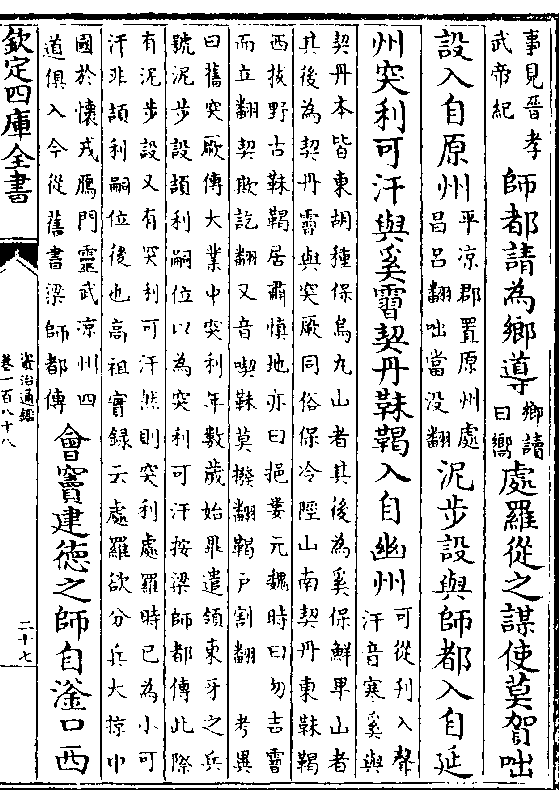 事見晉孝
武帝紀
師都請為鄉導
鄉讀
曰嚮
處羅從之謀使莫賀咄
設入自原州
平凉郡置原州處
昌呂翻咄當没翻
泥步設與師都入自延
州突利可汗與奚霫契丹靺鞨入自幽州
可從刋入聲
汗音寒奚與
契丹本皆東胡種保烏丸山者其後為奚保鮮卑山者
其後為契丹霫與突厥同俗保冷陘山南契丹東靺鞨
西拔野古靺鞨居肅慎地亦曰挹婁元魏時曰勿吉霫
而立翻契欺訖翻又音喫靺莫撥翻鞨戸割翻 考異
曰舊突厥傳大業中突利年數歲始畢遣領東牙之兵
號泥步設頡利嗣位以為突利可汗按梁師都傳此際
有泥步設又有突利可汗然則突利處羅時已為小可
汗非頡利嗣位後也高祖實録云處羅欲分兵大掠中
國於懷戎鴈門靈武凉州四
道俱入今從舊書梁師都傳
會竇建德之師自滏口西
欽定四庫全書
資治通鑑
卷一百八十八
二十七